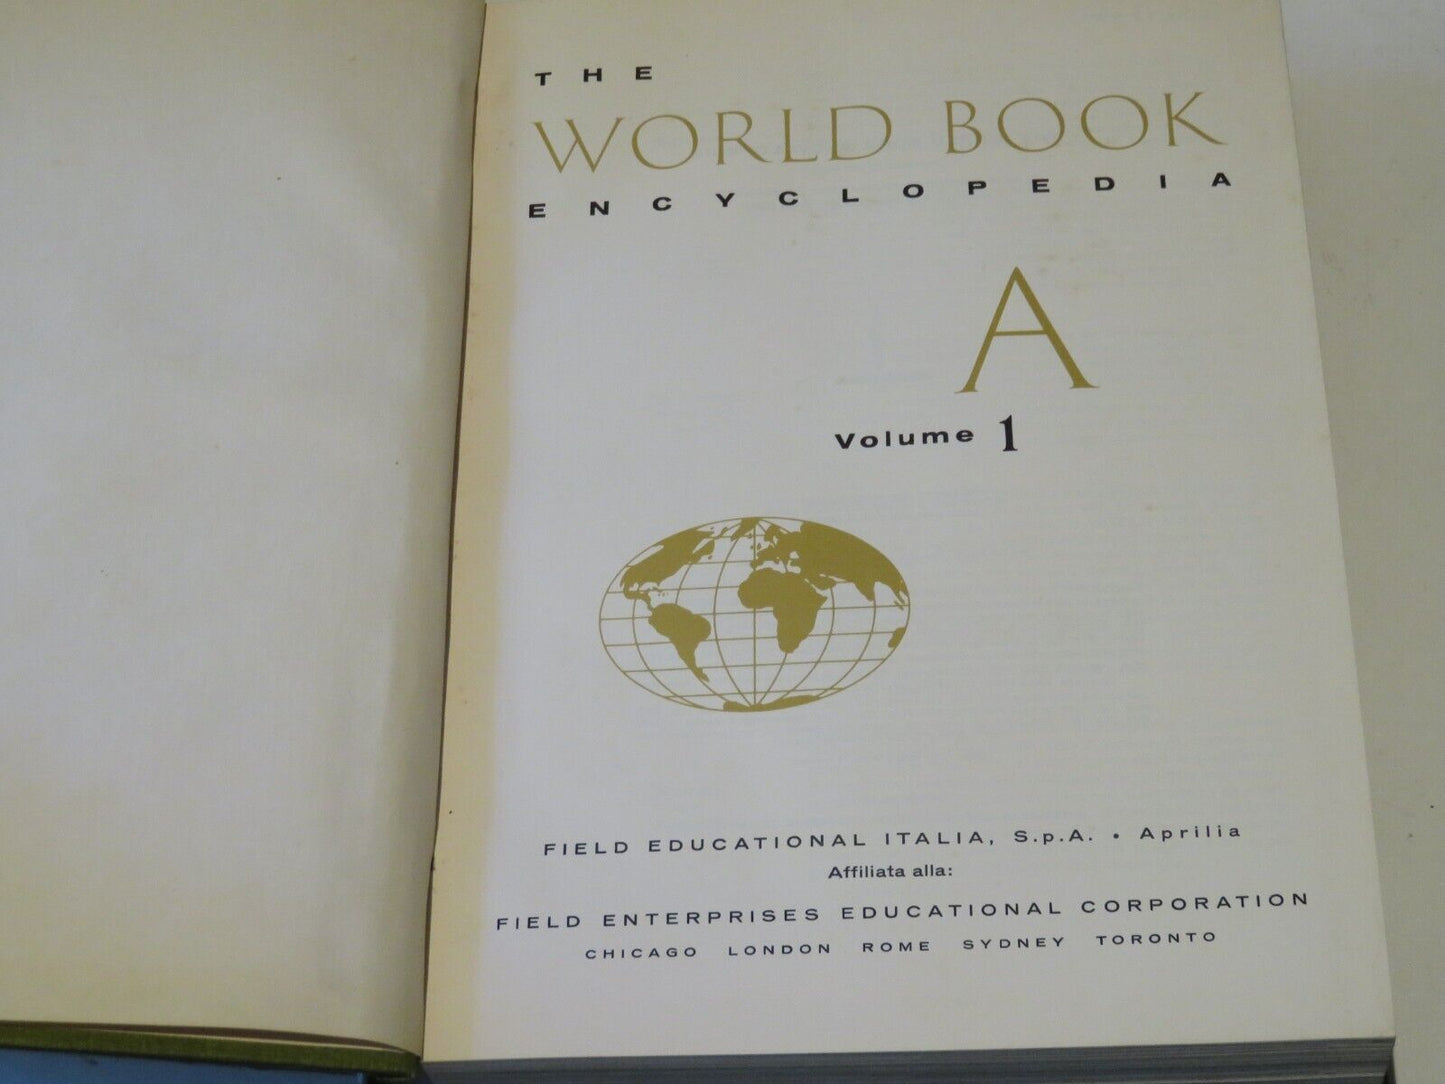 THE
WORLD BOOK
ENCYCLOPEDIA
A
Volume 1
FIELD EDUCATIONAL ITALIA, S.p.A. • Aprilia
Affiliata alla:
FIELD ENTERPRISES EDUCATIONAL CORPORATION
CHICAGO LONDON ROME SYDNEY TORONTO